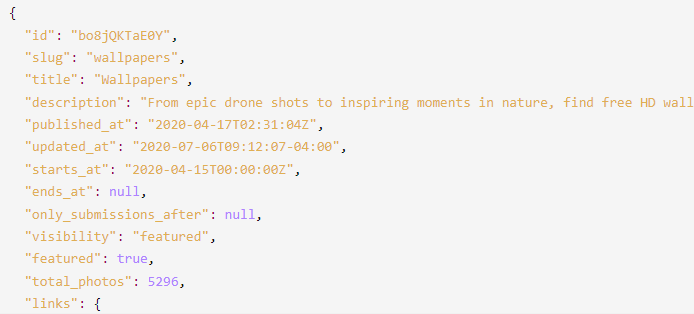 {
"id": "bo8jQKTaE0Y",
"slug": "wallpapers",
"title": "Wallpapers",
"description": "From epic drone shots to inspiring moments in nature, find free HD wall
"published_at": "2020-04-17T02:31:04Z",
"updated_at": "2020-07-06T09:12:07-04:00",
"starts_at": "2020-04-15T00:00:00Z",
"ends_at": null,
"only_submissions_after": null,
"visibility": "featured",
"featured": true,
"total_photos": 5296,
"links": {